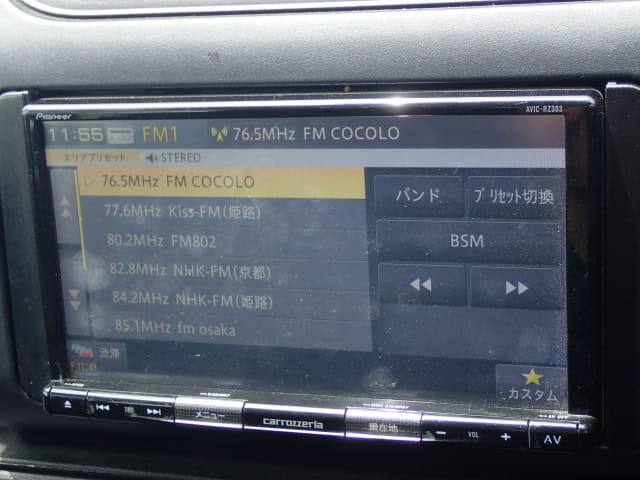 Pioneer
AVIC-RZ303
11:55 FM1 76.5MHz FM COCOLO
エリアプリセット STEREO
76.5MHz FM COCOLO
77.6MHz Kiss-FM(姫路)
80.2MHz FM802
82.8MHz NHK-FM(京都)
84.2MHz NHK-FM(姫路)
85.1MHz fm osaka
バンド
プリセット切換
BSM
渋滞
カスタム
メニュー
carrozzeria
現在地
VOL
AV